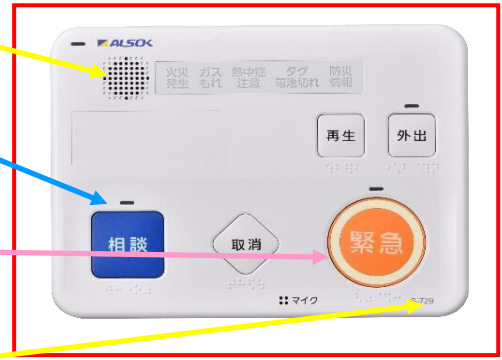 ALSOK
火災 ガス 熱中症 タグ 防災
発生 もれ 注意 電池切れ 情報
再生 外出
相談 取消 緊急
マイク